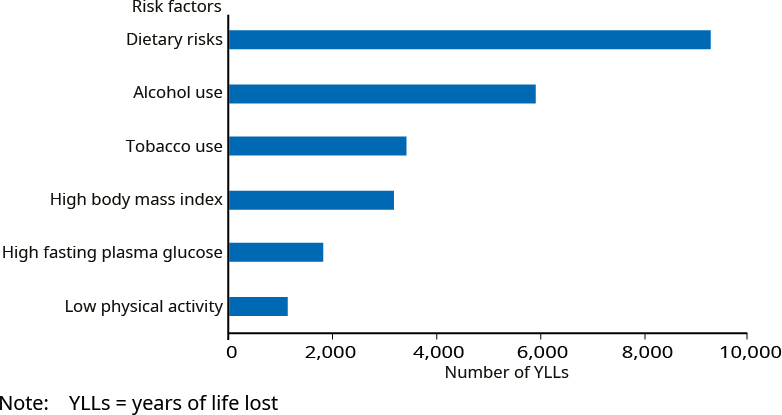 Risk factors
Dietary risks
Alcohol use
Tobacco use
High body mass index
High fasting plasma glucose
Low physical activity
0 2,000 4,000 6,000 8,000 10,000
Number of YLLs
Note: YLLs = years of life lost